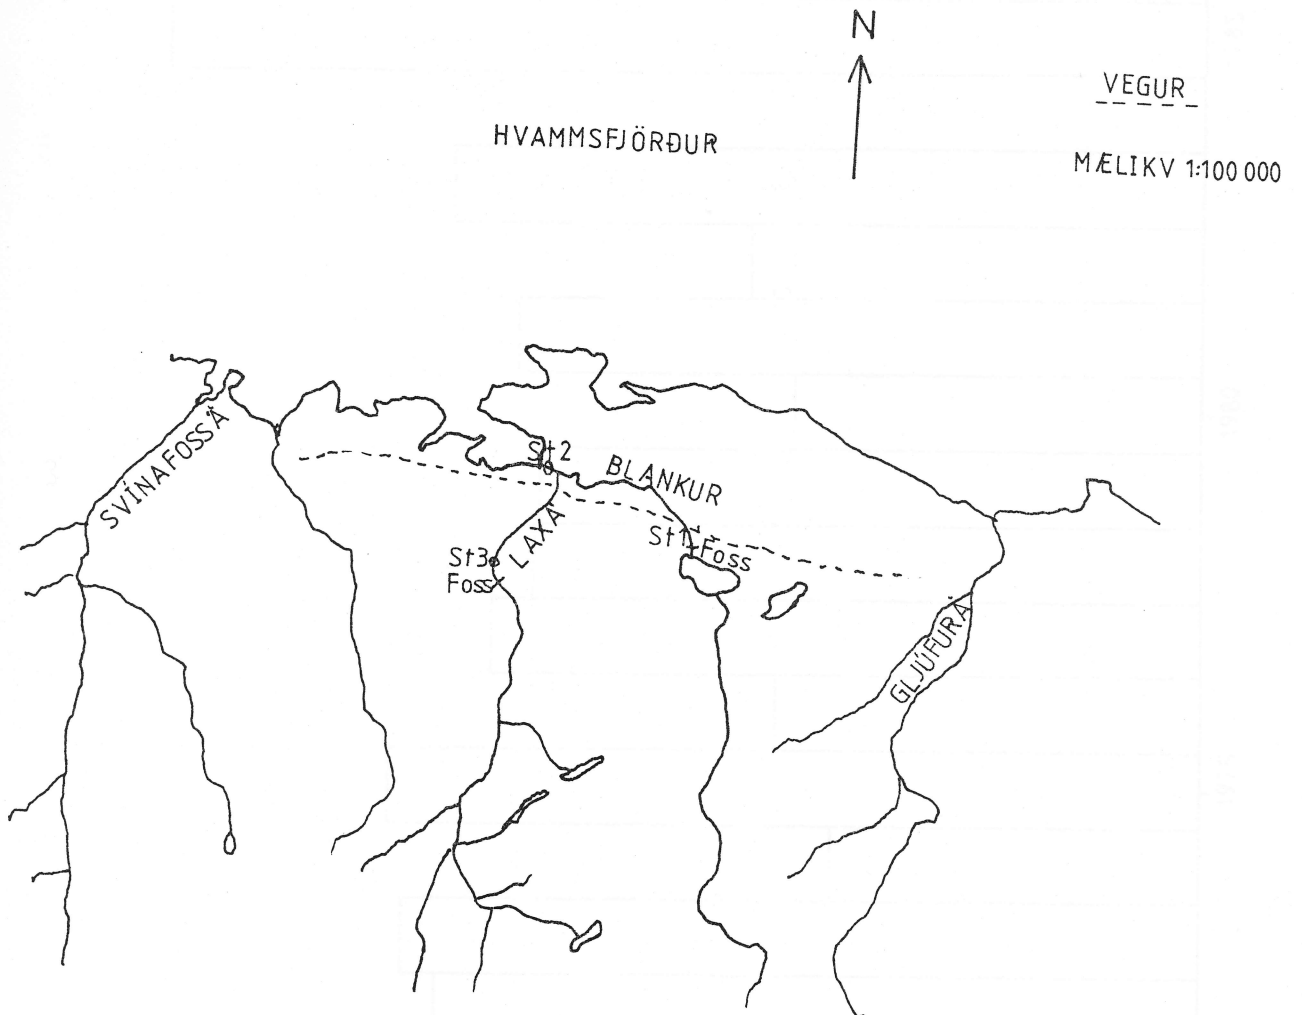 N
VEGUR
HVAMMSFJÖRÐUR
MÆLIKV 1:100 000
SVÍNAFOSSÁ
St2
BLANKUR
LAXÁ
St1
Foss
St3
Foss
GLJÚFURÁ